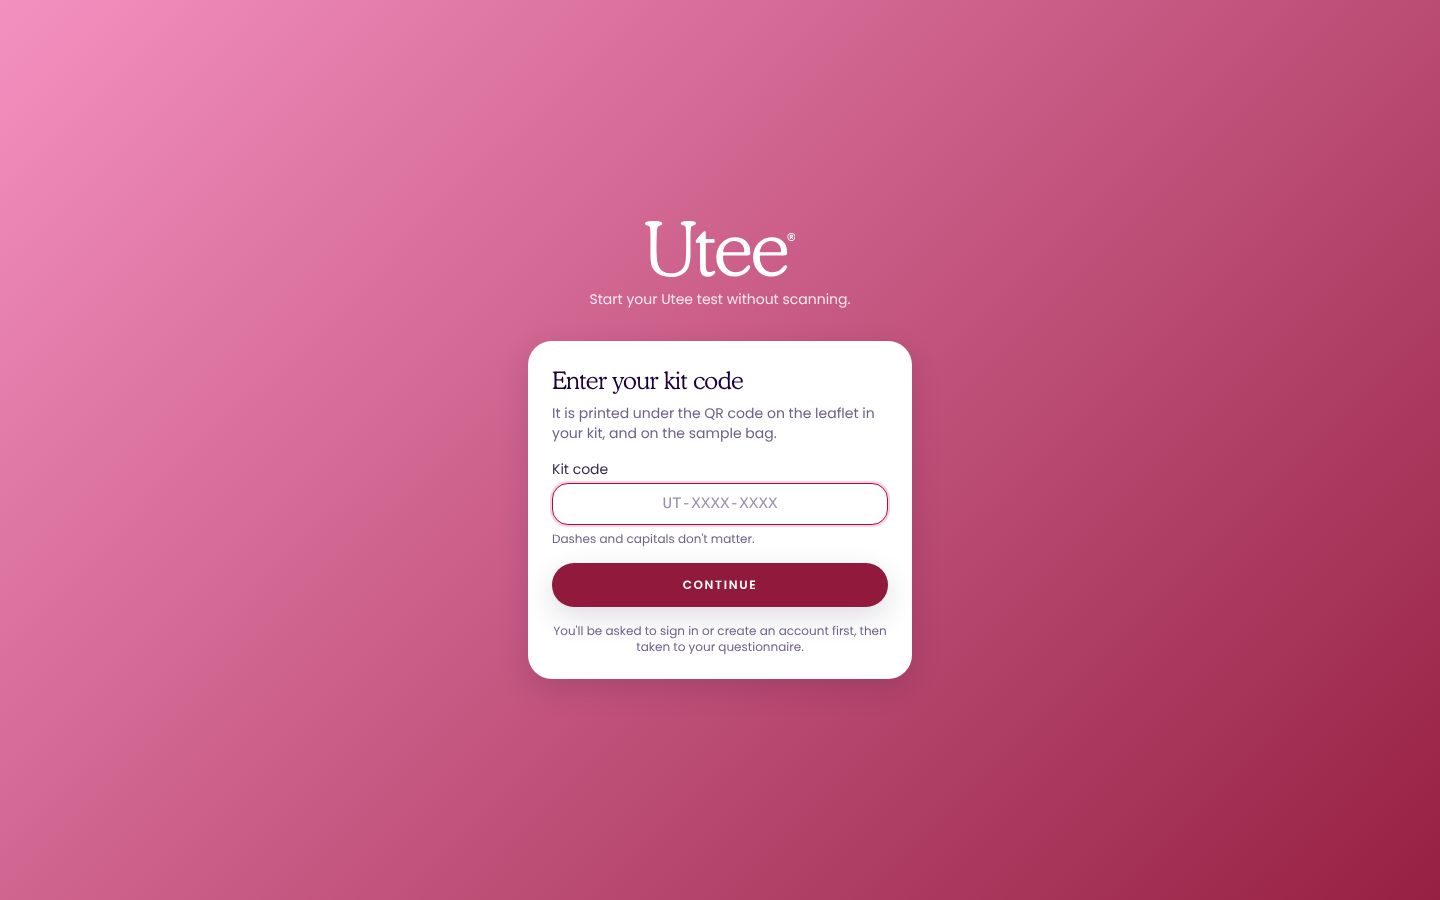 Utee®
Start your Utee test without scanning.
Enter your kit code
It is printed under the QR code on the leaflet in
your kit, and on the sample bag.
Kit code
UT-XXXX-XXXX
Dashes and capitals don't matter.
CONTINUE
You'll be asked to sign in or create an account first, then
taken to your questionnaire.